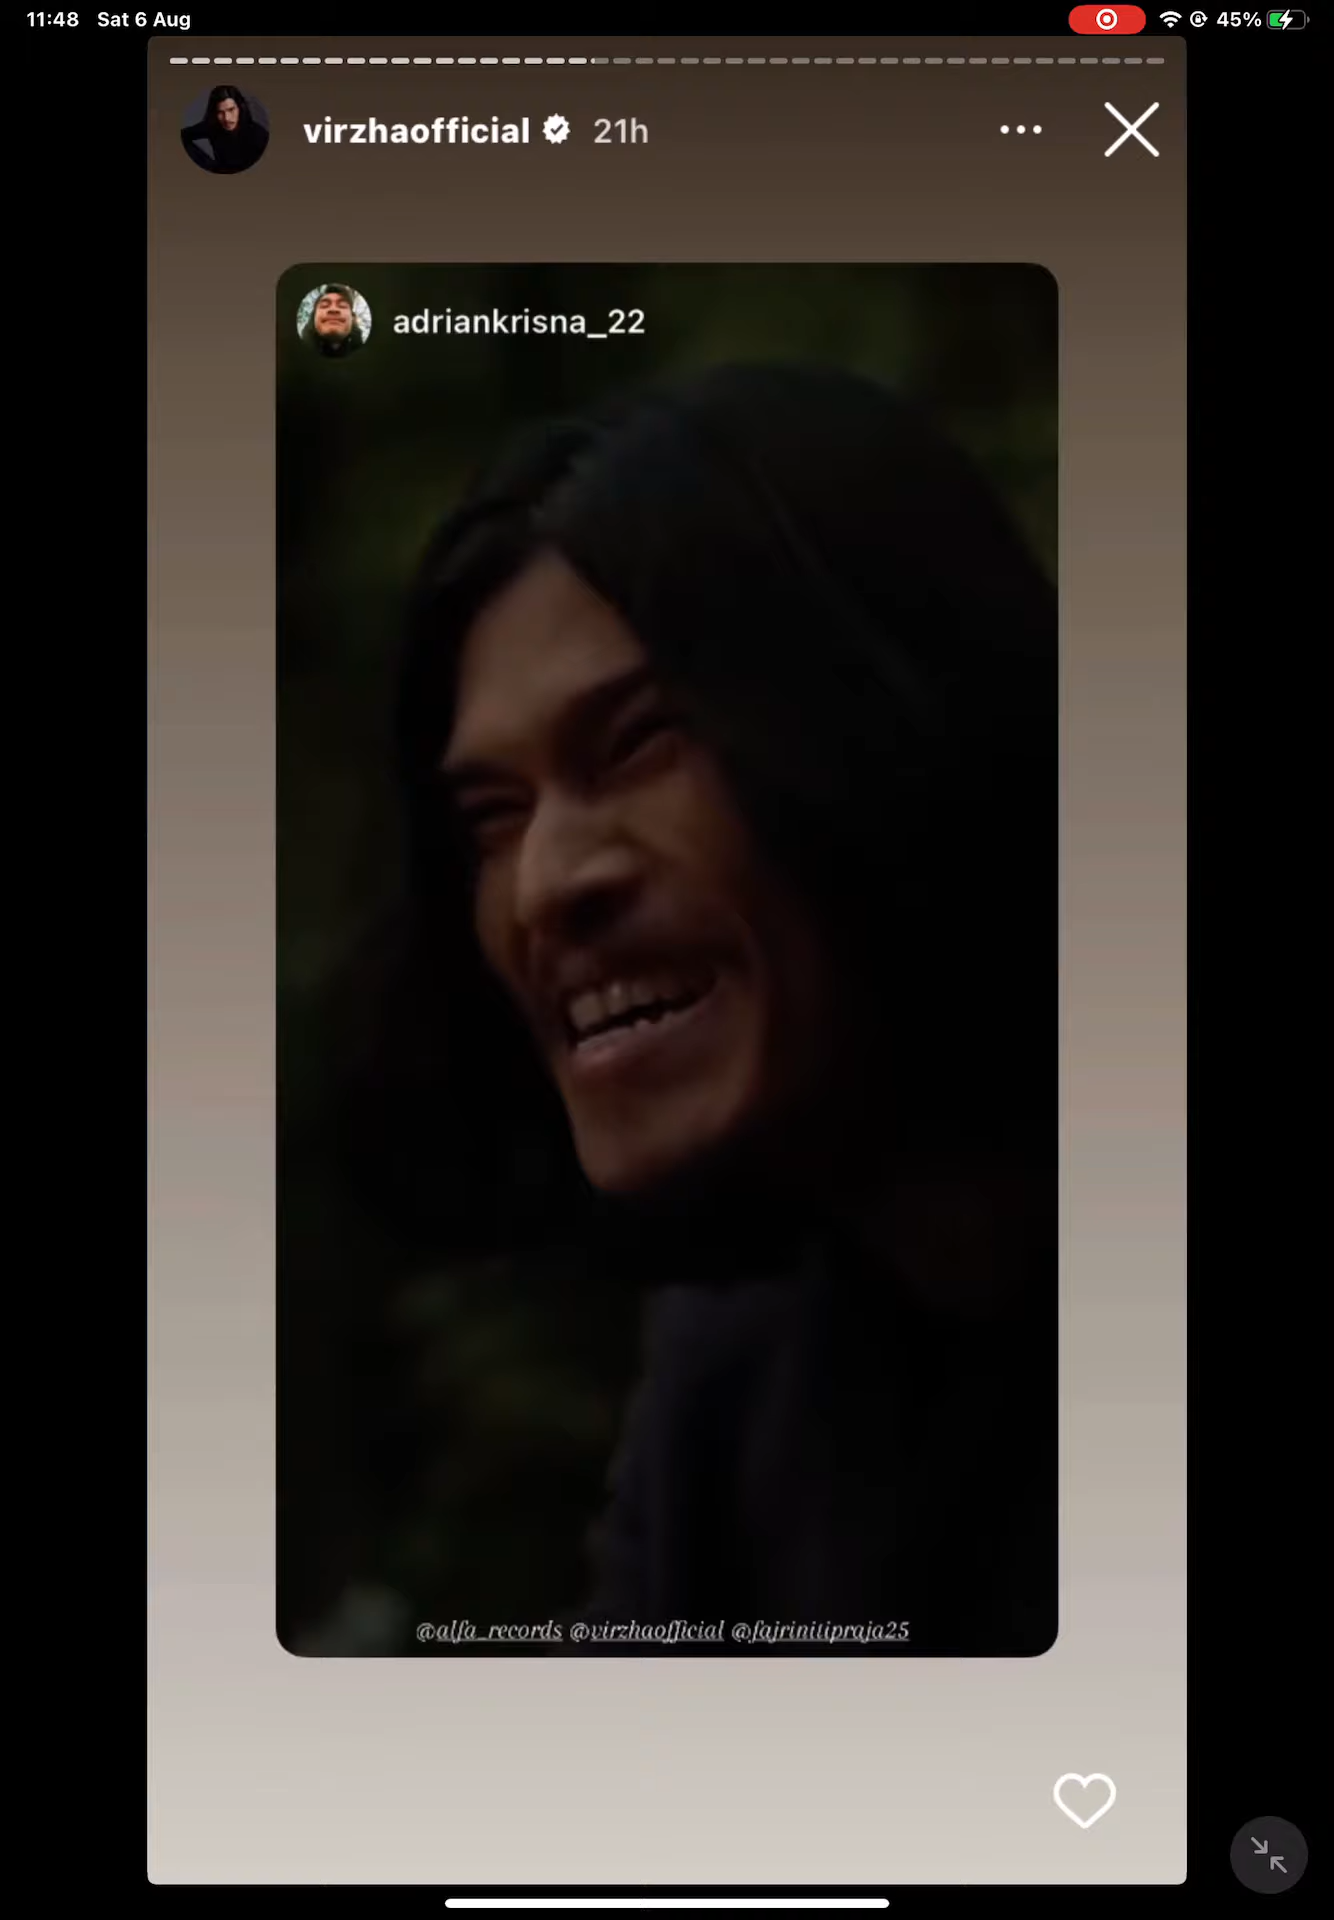 11:48 Sat 6 Aug 45%
virzhaofficial 21h
adriankrisna_22
@alfa_records @virzhaofficial @fajrinitipraja25